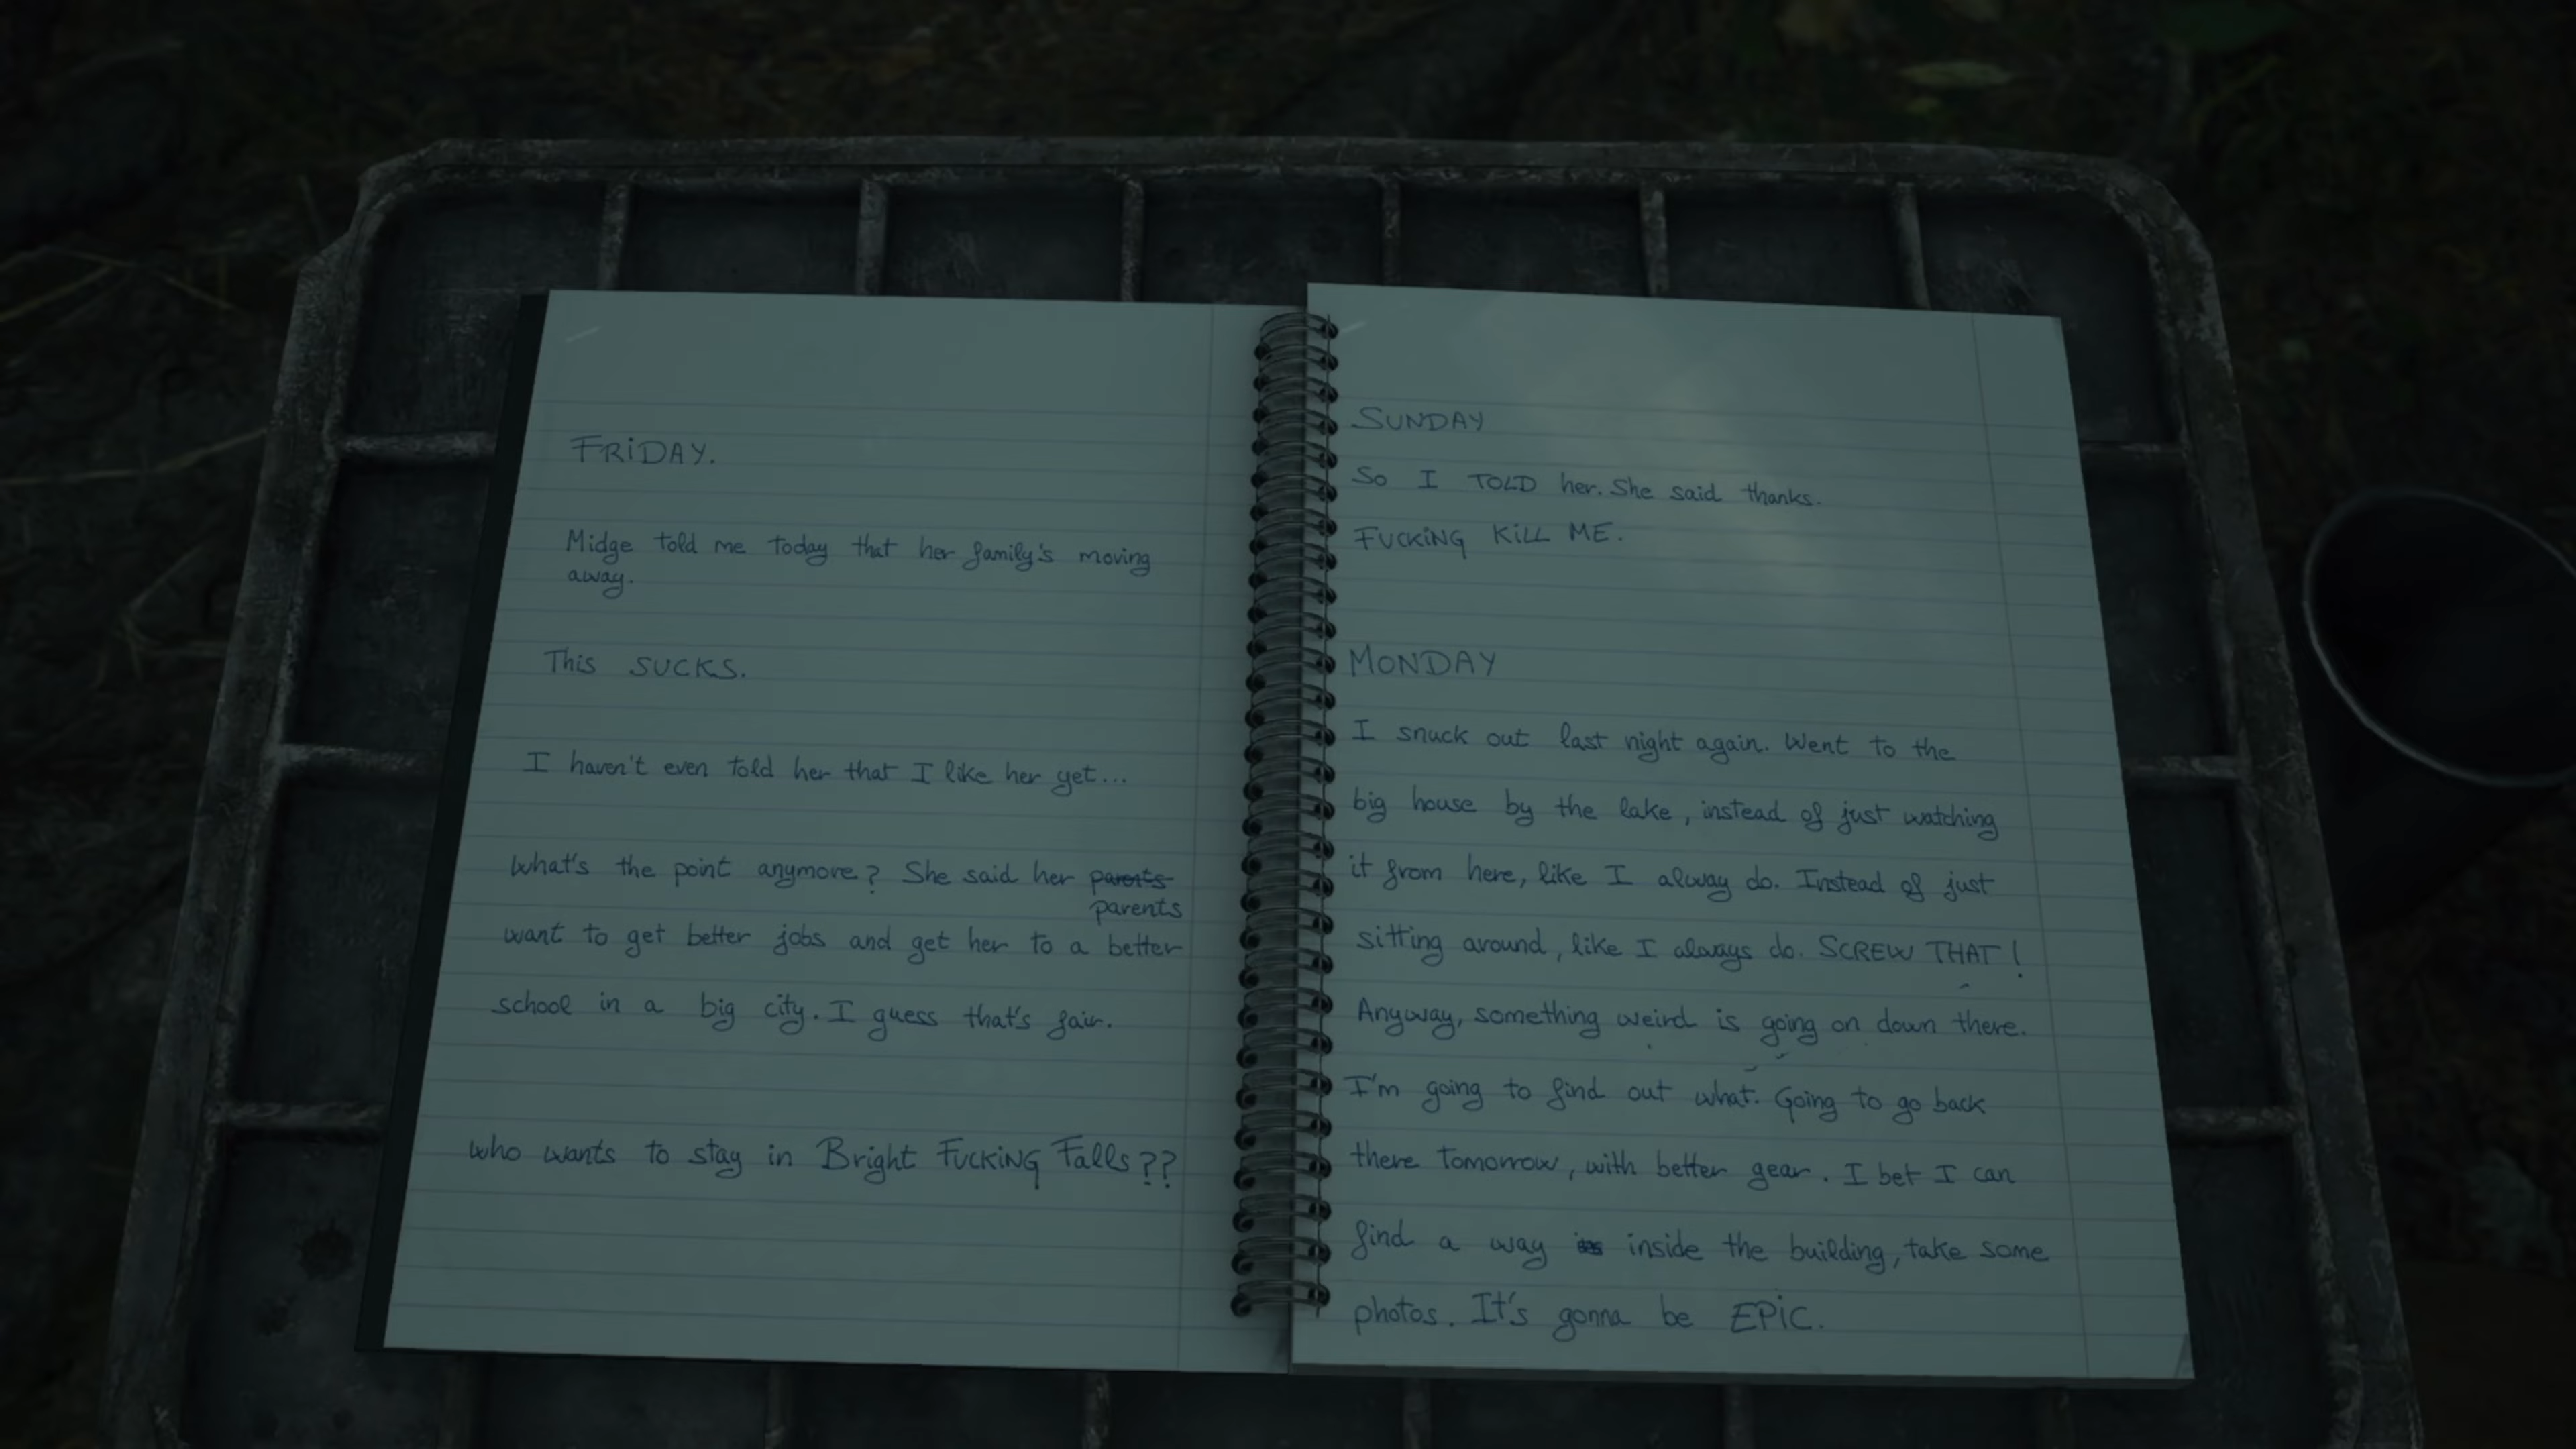 FRIDAY.
Midge told me today that her family's moving
away.
This SUCKS.
I haven't even told her that I like her yet...
What's the point anymore? She said her parents
parents
want to get better jobs and get her to a better
school in a big city. I guess that's fair.
who wants to stay in Bright FUCKING Falls??
SUNDAY
So I TOLD her. She said thanks.
FUCKING KILL ME.
MONDAY
I snuck out last night again. Went to the
big house by the lake, instead of just watching
it from here, like I alway do. Instead of just
sitting around, like I always do. SCREW THAT!
Anyway, something weird is going on down there.
I'm going to find out what. Going to go back
there tomorrow, with better gear. I bet I can
find a way inside the building, take some
photos. It's gonna be EPIC.